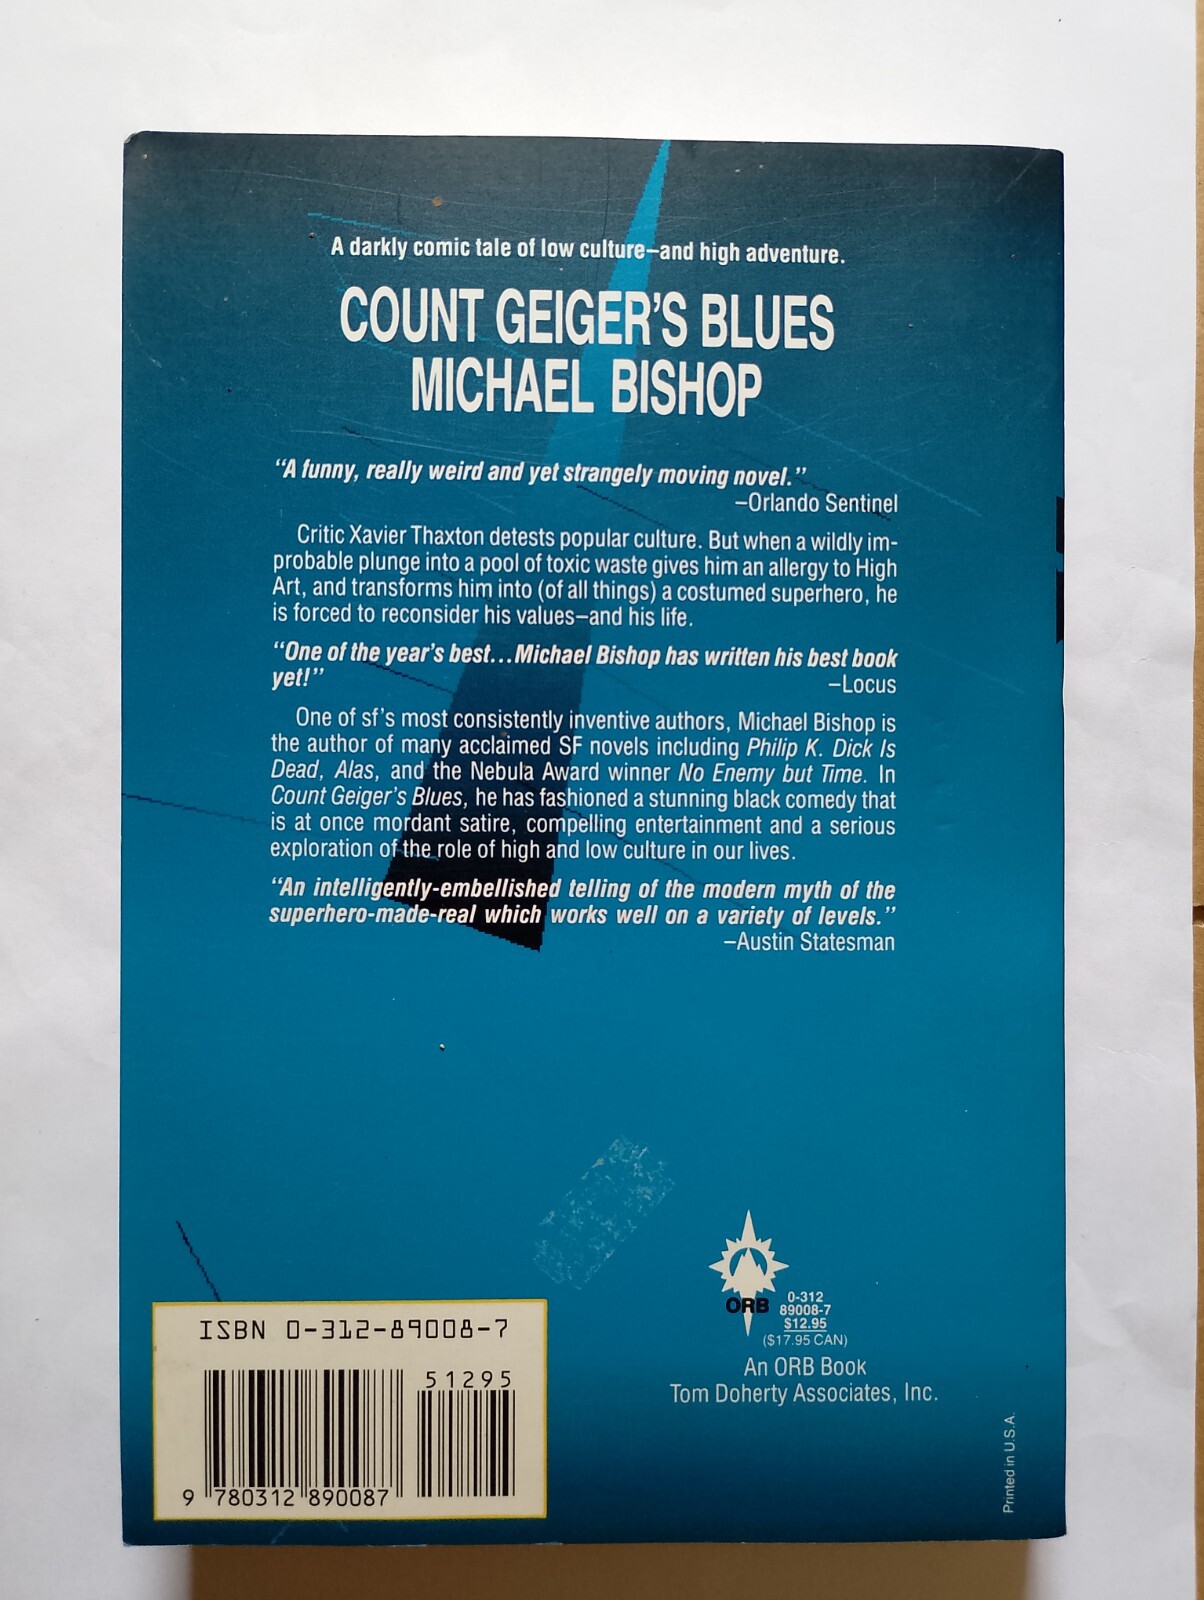 A darkly comic tale of low culture—and high adventure.
COUNT GEIGER'S BLUES
MICHAEL BISHOP
“A funny, really weird and yet strangely moving novel.”
—Orlando Sentinel
Critic Xavier Thaxton detests popular culture. But when a wildly im-
probable plunge into a pool of toxic waste gives him an allergy to High
Art, and transforms him into (of all things) a costumed superhero, he
is forced to reconsider his values—and his life.
“One of the year's best...Michael Bishop has written his best book
yet!” —Locus
One of sf's most consistently inventive authors, Michael Bishop is
the author of many acclaimed SF novels including Philip K. Dick Is
Dead, Alas, and the Nebula Award winner No Enemy but Time. In
Count Geiger's Blues, he has fashioned a stunning black comedy that
is at once mordant satire, compelling entertainment and a serious
exploration of the role of high and low culture in our lives.
“An intelligently-embellished telling of the modern myth of the
superhero-made-real which works well on a variety of levels.”
—Austin Statesman
ORB
0-312
89008-7
$12.95
($17.95 CAN)
An ORB Book
Tom Doherty Associates, Inc.
ISBN 0-312-89008-7
51295
9 780312 890087
Printed in U.S.A.